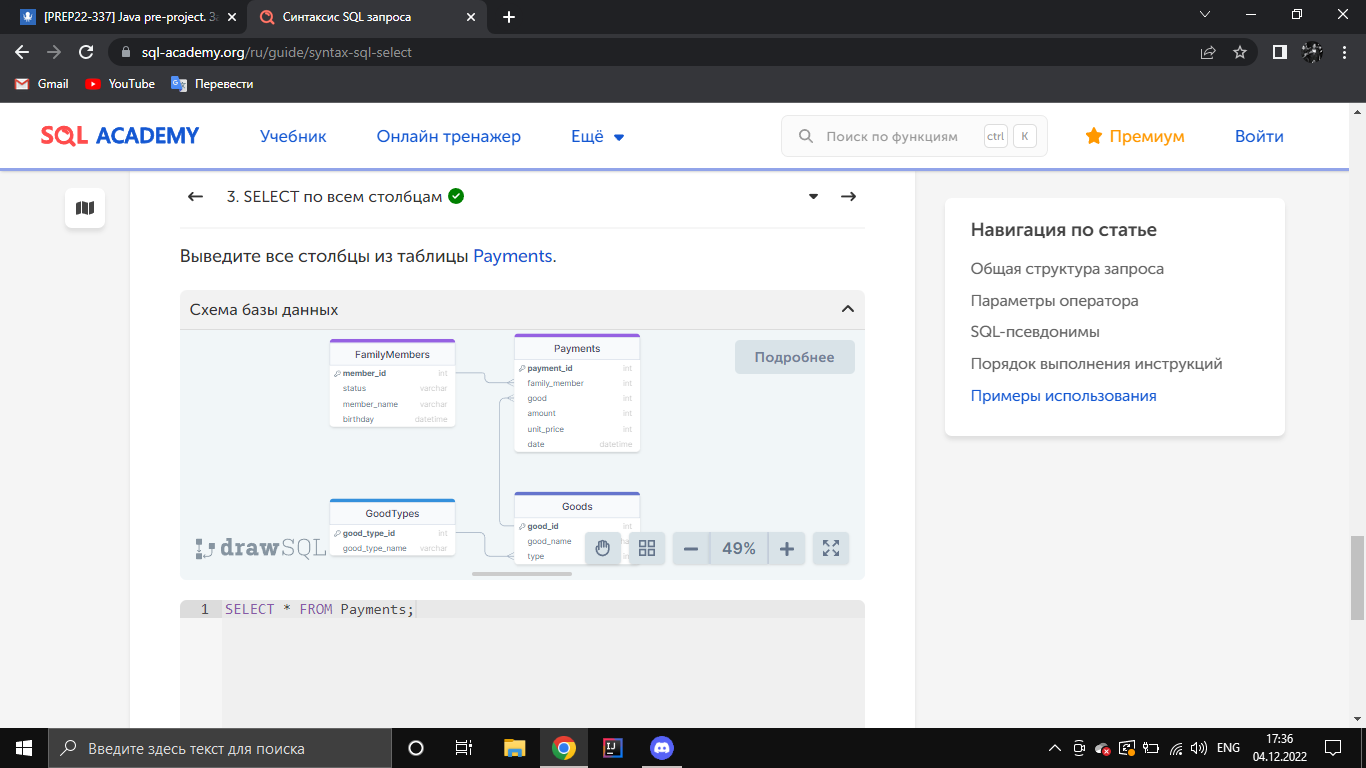 [PREP22-337] Java pre-project. За
Синтаксис SQL запроса
sql-academy.org/ru/guide/syntax-sql-select
Gmail
YouTube
Перевести
SQL ACADEMY
Учебник
Онлайн тренажер
Ещё
Поиск по функциям
ctrl
K
Премиум
Войти
3. SELECT по всем столбцам
Выведите все столбцы из таблицы Payments.
Схема базы данных
Подробнее
FamilyMembers
member_id int
status varchar
member_name varchar
birthday datetime
Payments
payment_id int
family_member int
good int
amount int
unit_price int
date datetime
GoodTypes
good_type_id int
good_type_name varchar
Goods
good_id int
good_name
type
drawSQL
49%
1 SELECT * FROM Payments;
Навигация по статье
Общая структура запроса
Параметры оператора
SQL-псевдонимы
Порядок выполнения инструкций
Примеры использования
Введите здесь текст для поиска
ENG
17:36
04.12.2022